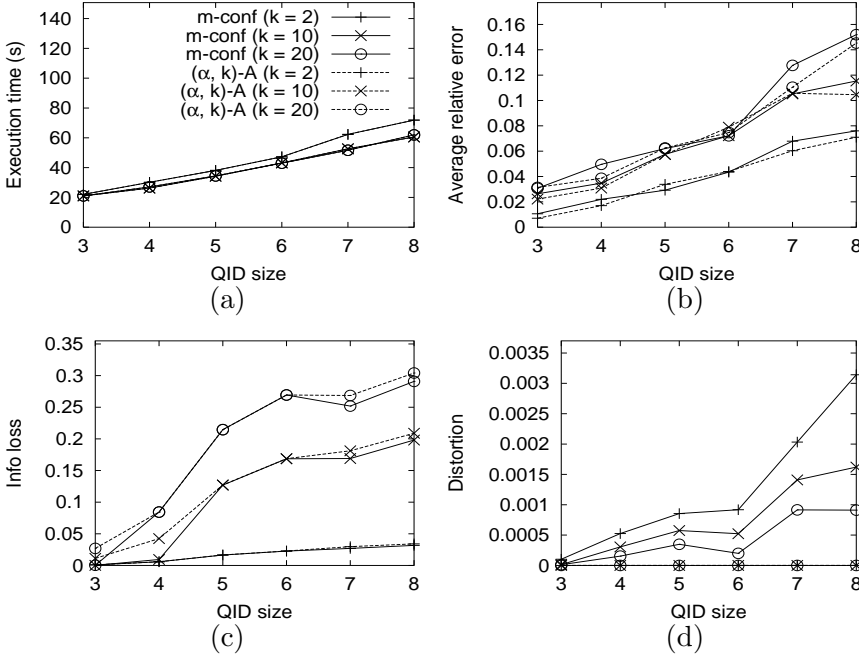 140
120
100
80
60
40
20
0
Execution time (s)
m-conf (k = 2)
m-conf (k = 10)
m-conf (k = 20)
(α, k)-A (k = 2)
(α, k)-A (k = 10)
(α, k)-A (k = 20)
3 4 5 6 7 8
QID size
(a)
0.16
0.14
0.12
0.1
0.08
0.06
0.04
0.02
0
Average relative error
3 4 5 6 7 8
QID size
(b)
0.35
0.3
0.25
0.2
0.15
0.1
0.05
0
Info loss
3 4 5 6 7 8
QID size
(c)
0.0035
0.003
0.0025
0.002
0.0015
0.001
0.0005
0
Distortion
3 4 5 6 7 8
QID size
(d)